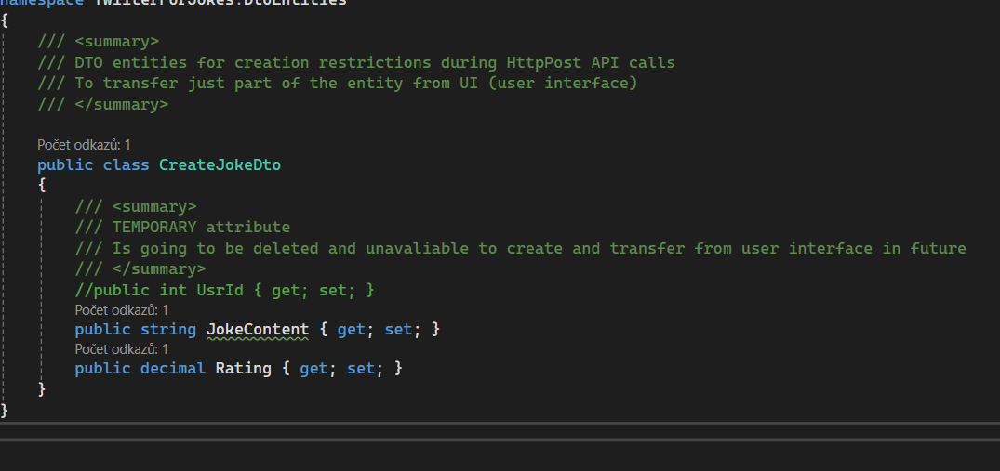 namespace TwitterForJokes.DtoEntities
{
/// <summary>
/// DTO entities for creation restrictions during HttpPost API calls
/// To transfer just part of the entity from UI (user interface)
/// </summary>
Počet odkazů: 1
public class CreateJokeDto
{
/// <summary>
/// TEMPORARY attribute
/// Is going to be deleted and unavaliable to create and transfer from user interface in future
/// </summary>
//public int UsrId { get; set; }
Počet odkazů: 1
public string JokeContent { get; set; }
Počet odkazů: 1
public decimal Rating { get; set; }
}
}